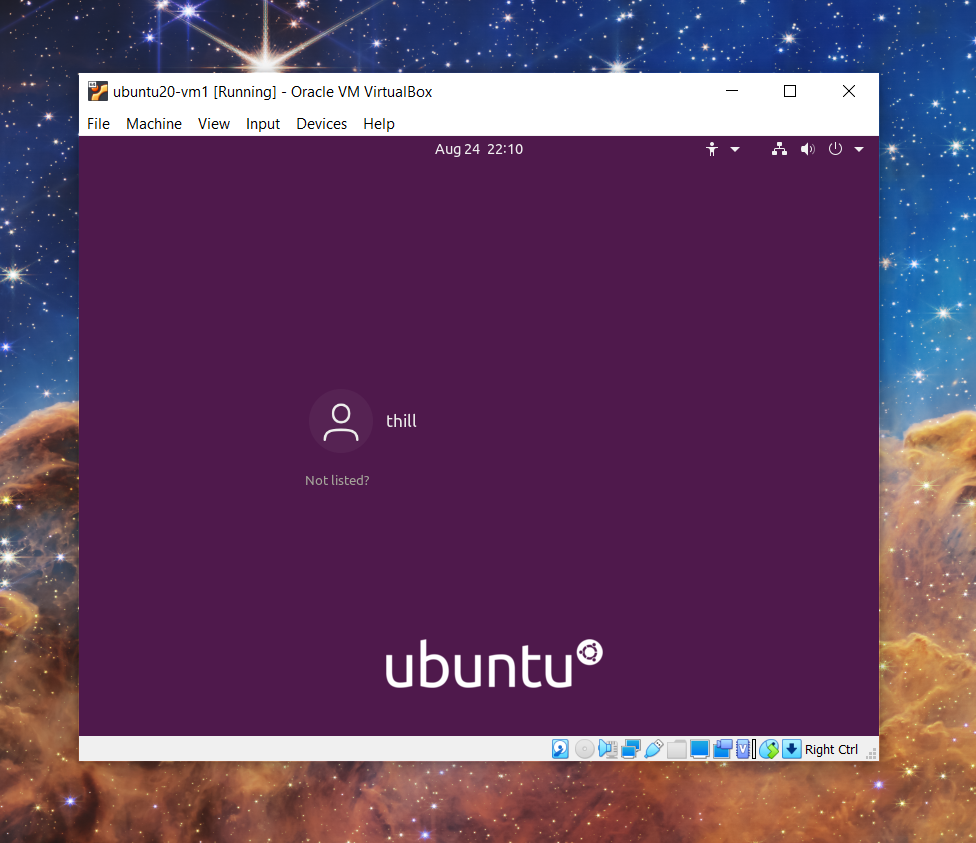 ubuntu20-vm1 [Running] - Oracle VM VirtualBox
File Machine View Input Devices Help
Aug 24 22:10
thill
Not listed?
ubuntu
Right Ctrl